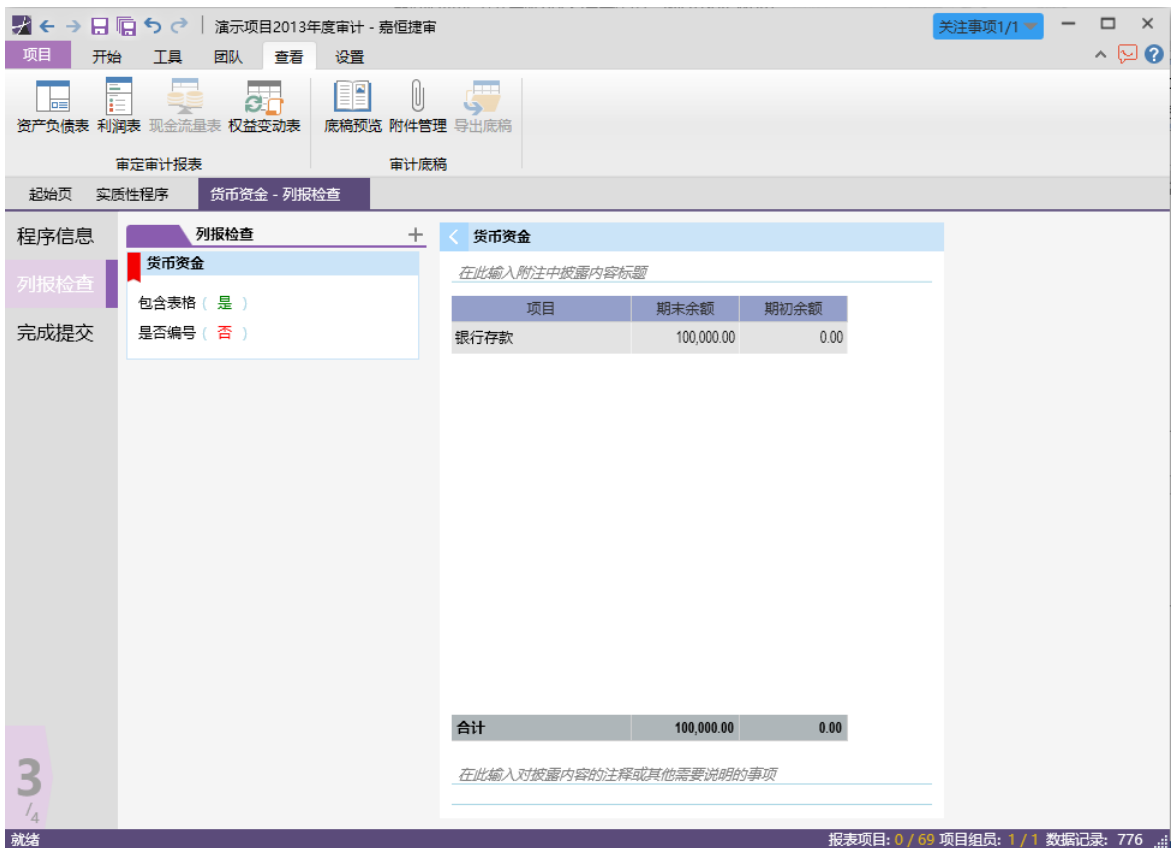 演示项目2013年度审计 - 嘉恒捷审 关注事项1/1
项目 开始 工具 团队 查看 设置
资产负债表 利润表 现金流量表 权益变动表 底稿预览 附件管理 导出底稿
审定审计报表 审计底稿
起始页 实质性程序 货币资金 - 列报检查
程序信息
列报检查
完成提交
列报检查
货币资金
包含表格 ( 是 )
是否编号 ( 否 )
货币资金
在此输入附注中披露内容标题
项目 期末余额 期初余额
银行存款 100,000.00 0.00
合计 100,000.00 0.00
在此输入对披露内容的注释或其他需要说明的事项
3
/4
就绪 报表项目: 0 / 69 项目组员: 1 / 1 数据记录: 776